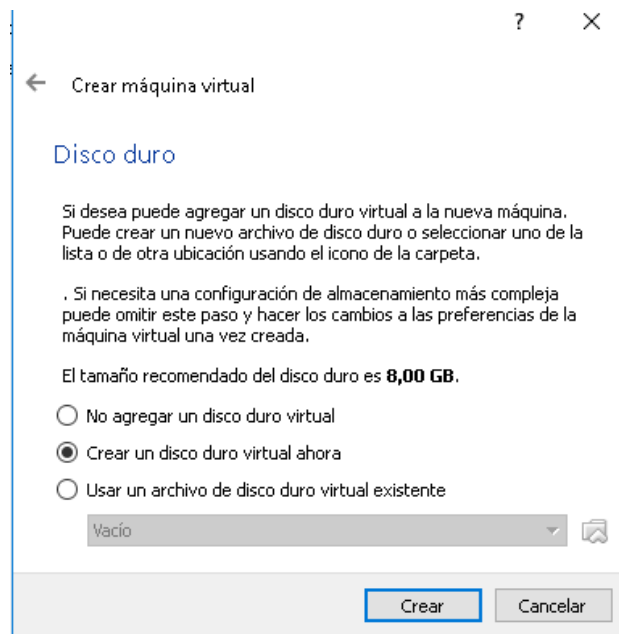 ?
Crear máquina virtual
Disco duro
Si desea puede agregar un disco duro virtual a la nueva máquina.
Puede crear un nuevo archivo de disco duro o seleccionar uno de la
lista o de otra ubicación usando el icono de la carpeta.
. Si necesita una configuración de almacenamiento más compleja
puede omitir este paso y hacer los cambios a las preferencias de la
máquina virtual una vez creada.
El tamaño recomendado del disco duro es 8,00 GB.
No agregar un disco duro virtual
Crear un disco duro virtual ahora
Usar un archivo de disco duro virtual existente
Vacío
Crear Cancelar